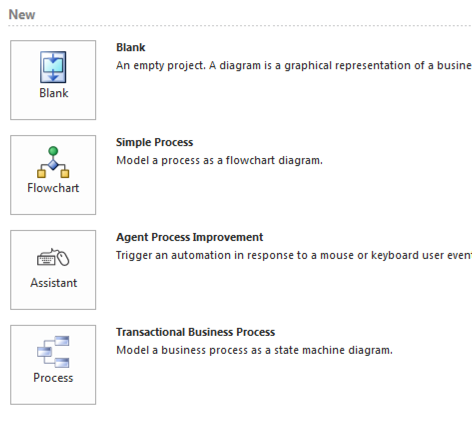 New
Blank
An empty project. A diagram is a graphical representation of a busine
Blank
Simple Process
Model a process as a flowchart diagram.
Flowchart
Agent Process Improvement
Trigger an automation in response to a mouse or keyboard user even
Assistant
Transactional Business Process
Model a business process as a state machine diagram.
Process